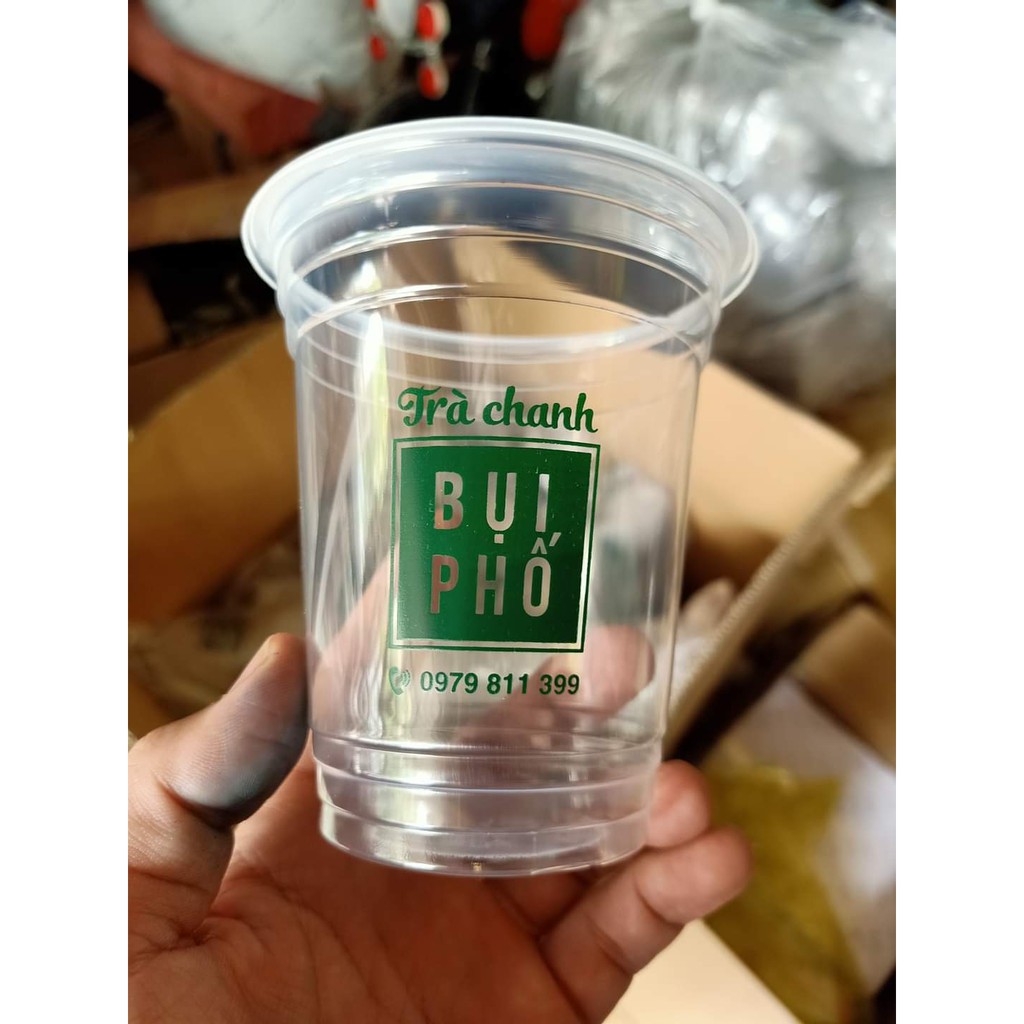 Trà chanh
BỤI
PHỐ
0979 811 399